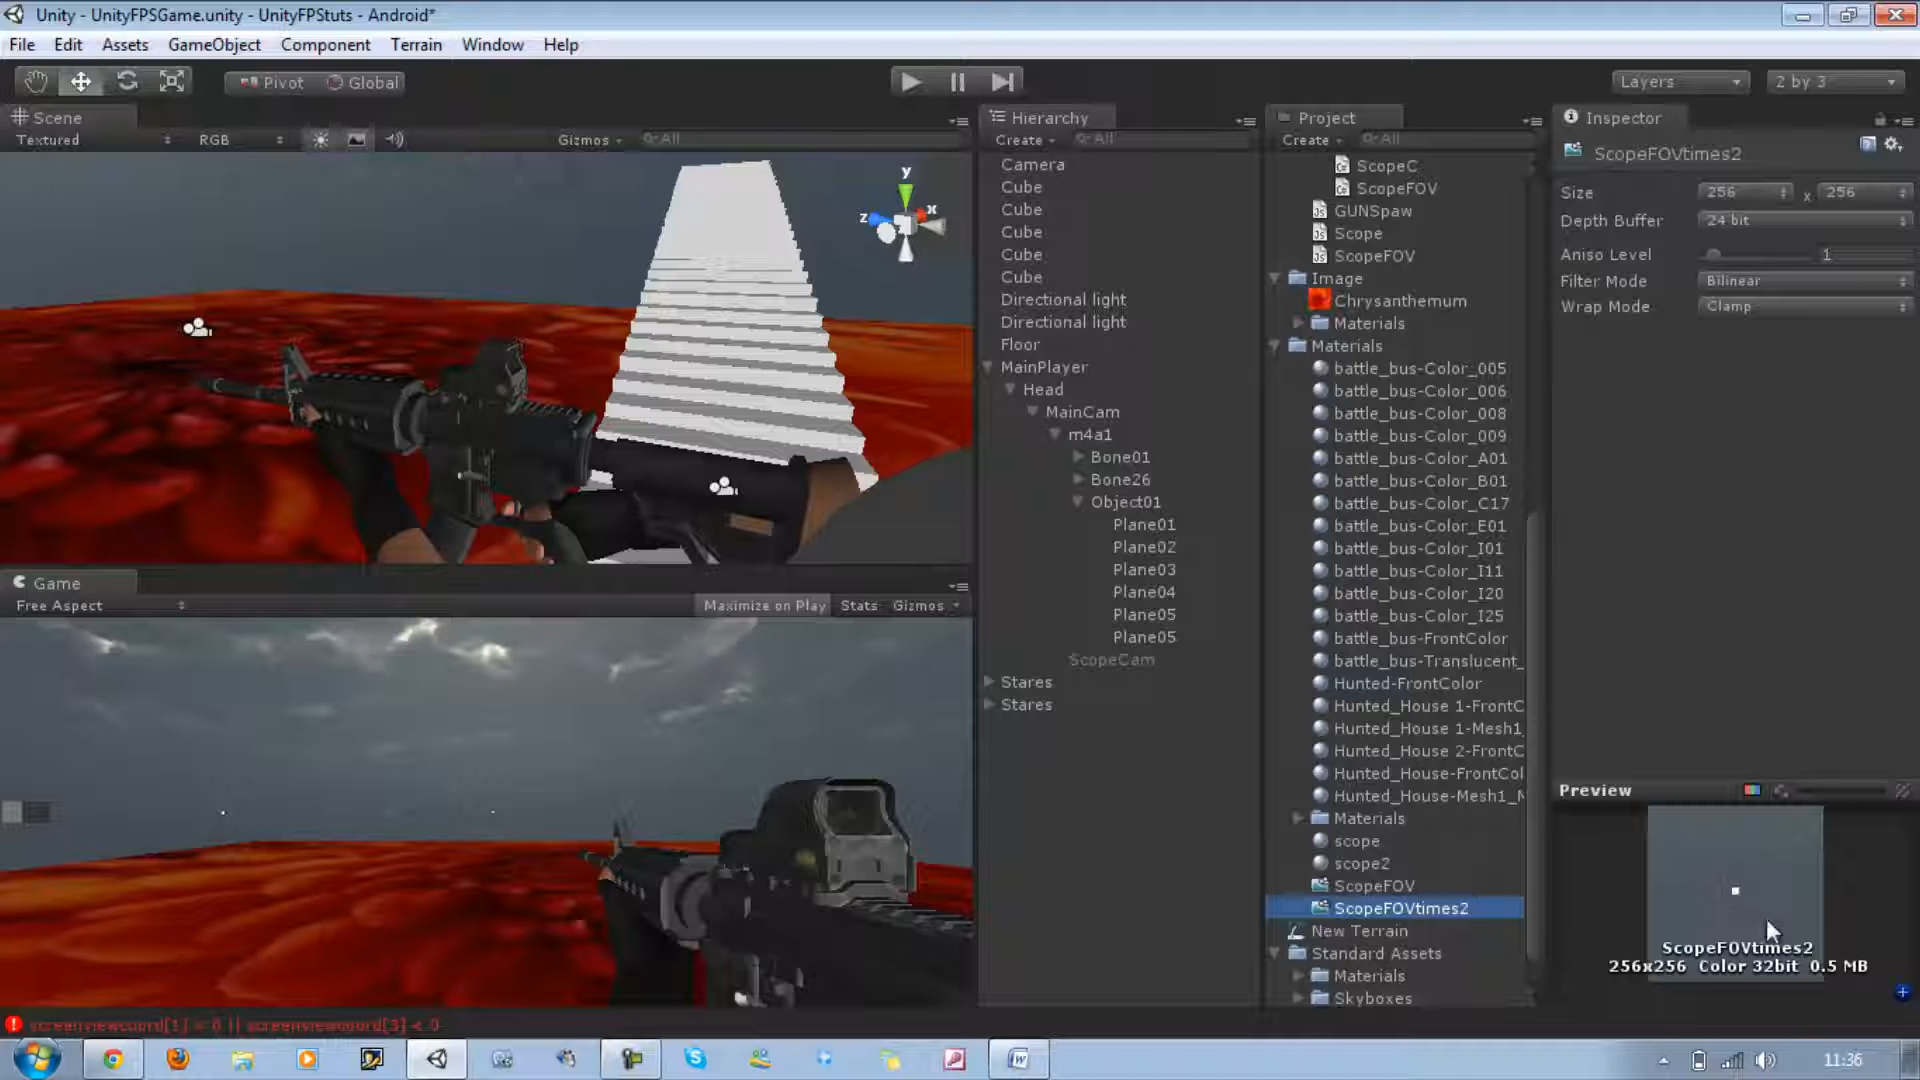 Unity - UnityFPSGame.unity - UnityFPStuts - Android*
File Edit Assets GameObject Component Terrain Window Help
Pivot Global
Layers 2 by 3
Scene
Textured RGB Gizmos All
Hierarchy
Create All
Camera
Cube
Cube
Cube
Cube
Cube
Directional light
Directional light
Floor
MainPlayer
Head
MainCam
m4a1
Bone01
Bone26
Object01
Plane01
Plane02
Plane03
Plane04
Plane05
Plane05
ScopeCam
Stares
Stares
Project
Create All
ScopeC
ScopeFOV
GUNSpaw
Scope
ScopeFOV
Image
Chrysanthemum
Materials
Materials
battle_bus-Color_005
battle_bus-Color_006
battle_bus-Color_008
battle_bus-Color_009
battle_bus-Color_A01
battle_bus-Color_B01
battle_bus-Color_C17
battle_bus-Color_E01
battle_bus-Color_I01
battle_bus-Color_I11
battle_bus-Color_I20
battle_bus-Color_I25
battle_bus-FrontColor
battle_bus-Translucent_
Hunted-FrontColor
Hunted_House 1-FrontC
Hunted_House 1-Mesh1_
Hunted_House 2-FrontC
Hunted_House-FrontCol
Hunted_House-Mesh1_M
Materials
scope
scope2
ScopeFOV
ScopeFOVtimes2
New Terrain
Standard Assets
Materials
Skyboxes
Inspector
ScopeFOVtimes2
Size 256 x 256
Depth Buffer 24 bit
Aniso Level 1
Filter Mode Bilinear
Wrap Mode Clamp
Preview
ScopeFOVtimes2
256x256 Color 32bit 0.5 MB
y
x
z
Game
Free Aspect Maximize on Play Stats Gizmos
11:36